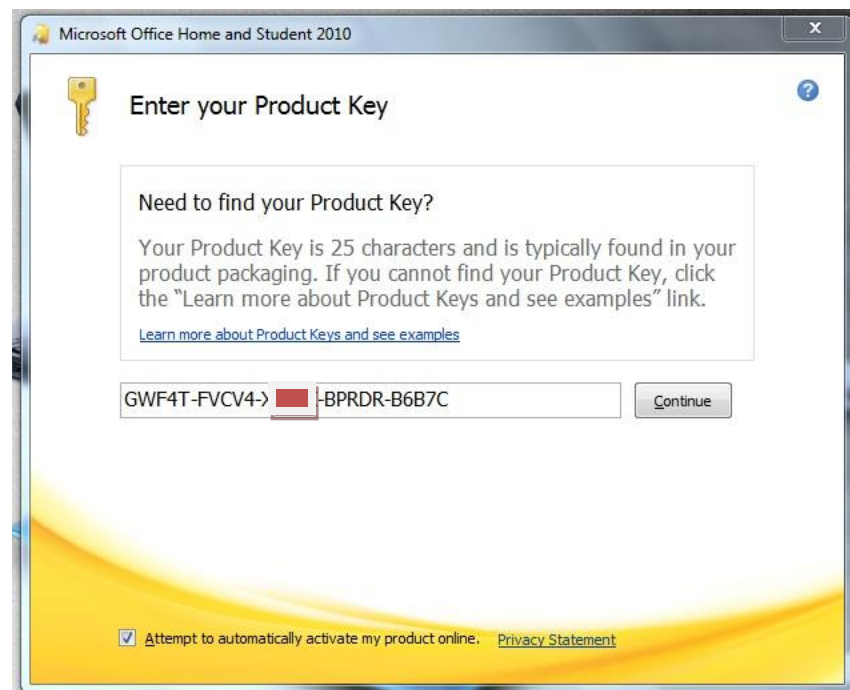 Microsoft Office Home and Student 2010
Enter your Product Key
Need to find your Product Key?
Your Product Key is 25 characters and is typically found in your
product packaging. If you cannot find your Product Key, click
the “Learn more about Product Keys and see examples” link.
Learn more about Product Keys and see examples
GWF4T-FVCV4- -BPRDR-B6B7C
Continue
Attempt to automatically activate my product online. Privacy Statement